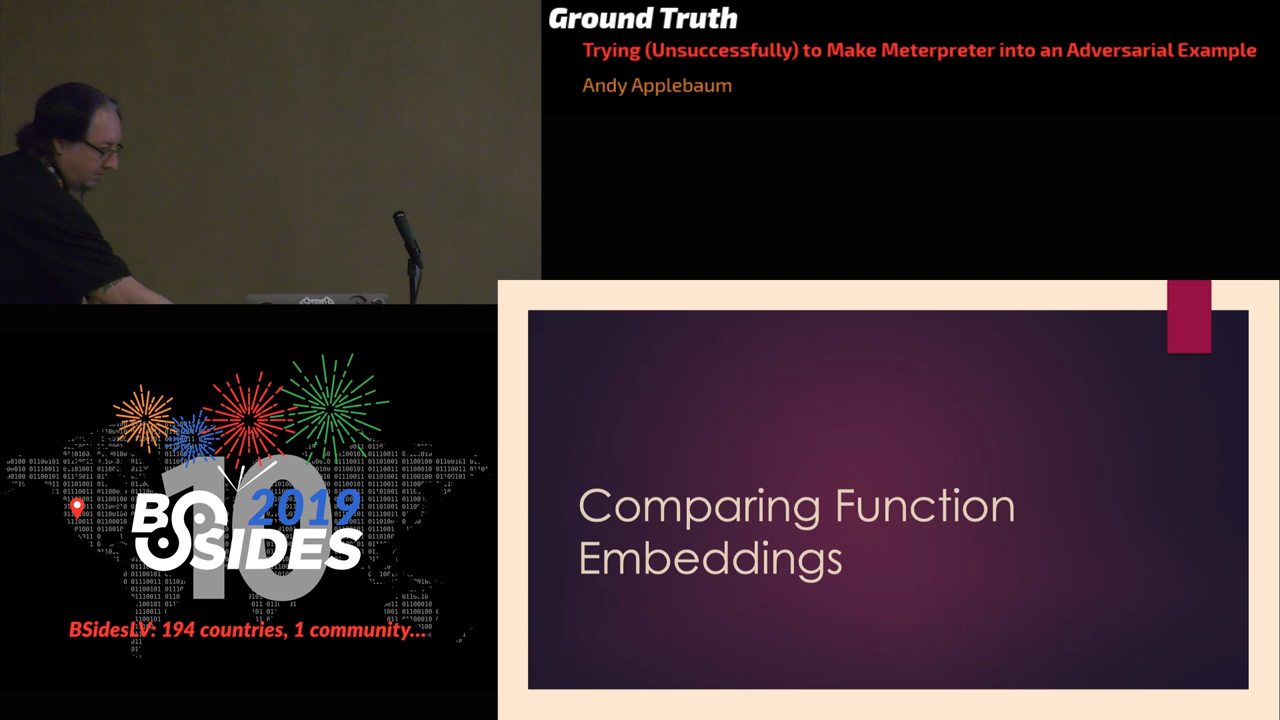 Ground Truth
Trying (Unsuccessfully) to Make Meterpreter into an Adversarial Example
Andy Applebaum
10
2019
BSIDES
BSidesLV: 194 countries, 1 community...
Comparing Function
Embeddings